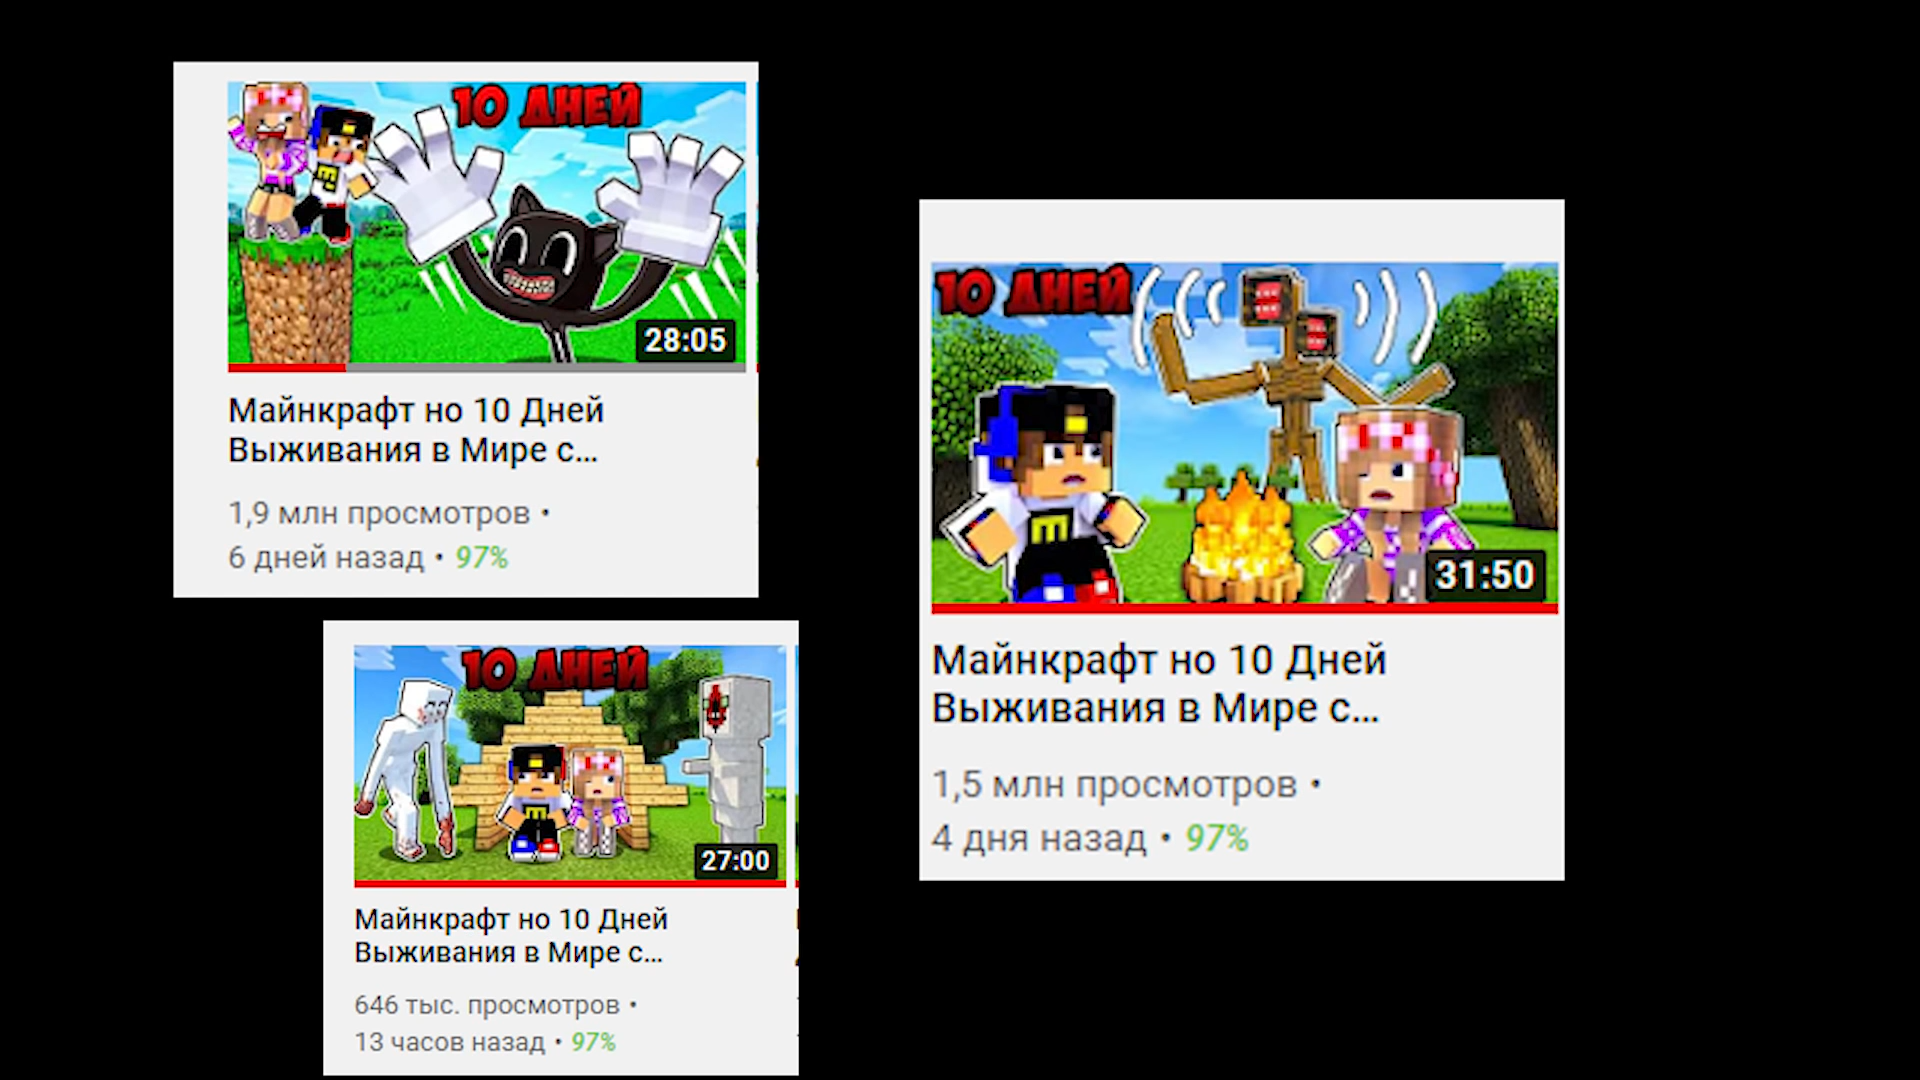 10 ДНЕЙ
28:05
Майнкрафт но 10 Дней
Выживания в Мире с...
1,9 млн просмотров •
6 дней назад • 97%
10 ДНЕЙ
27:00
Майнкрафт но 10 Дней
Выживания в Мире с...
646 тыс. просмотров •
13 часов назад • 97%
10 ДНЕЙ
31:50
Майнкрафт но 10 Дней
Выживания в Мире с...
1,5 млн просмотров •
4 дня назад • 97%